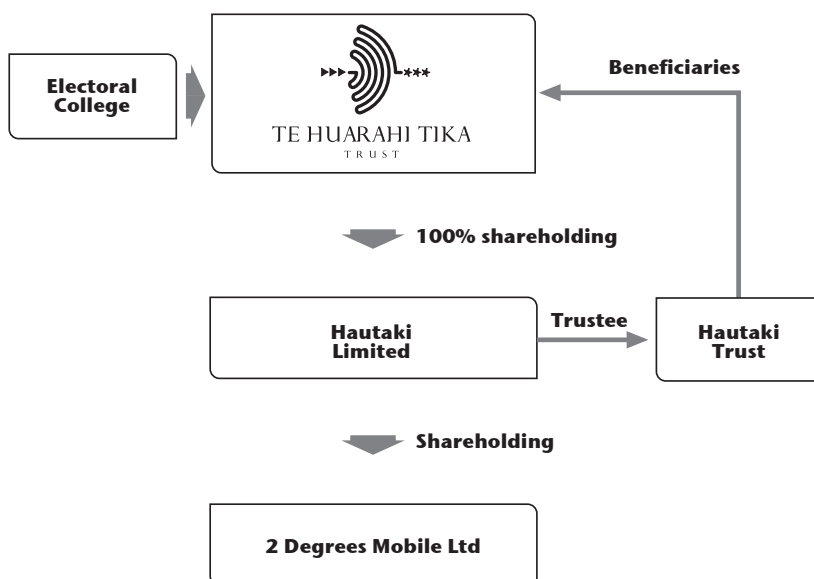 Electoral
College
TE HUARAHI TIKA
TRUST
Beneficiaries
100% shareholding
Hautaki
Limited
Trustee
Hautaki
Trust
Shareholding
2 Degrees Mobile Ltd